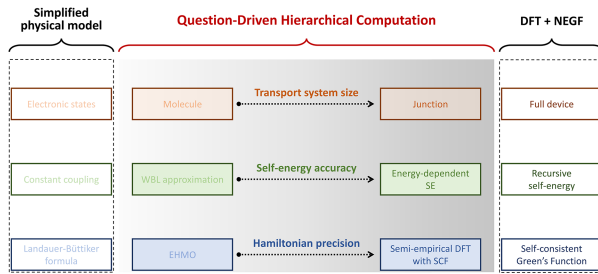 Simplified
physical model
Question-Driven Hierarchical Computation
DFT + NEGF
Electronic states
Molecule
Transport system size
Junction
Full device
Constant coupling
WBL approximation
Self-energy accuracy
Energy-dependent
SE
Recursive
self-energy
Landauer-Büttiker
formula
EHMO
Hamiltonian precision
Semi-empirical DFT
with SCF
Self-consistent
Green's Function